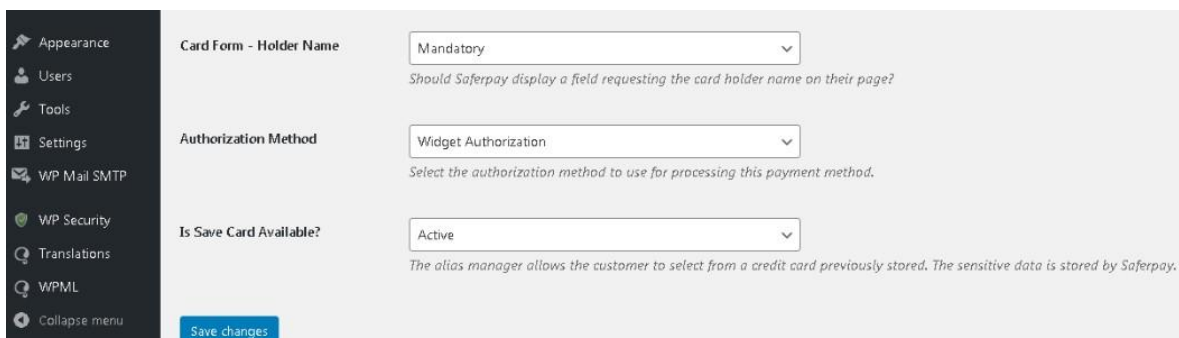 Appearance
Users
Tools
Settings
WP Mail SMTP
WP Security
Translations
WPML
Collapse menu
Card Form - Holder Name
Mandatory
Should Saferpay display a field requesting the card holder name on their page?
Authorization Method
Widget Authorization
Select the authorization method to use for processing this payment method.
Is Save Card Available?
Active
The alias manager allows the customer to select from a credit card previously stored. The sensitive data is stored by Saferpay.
Save changes